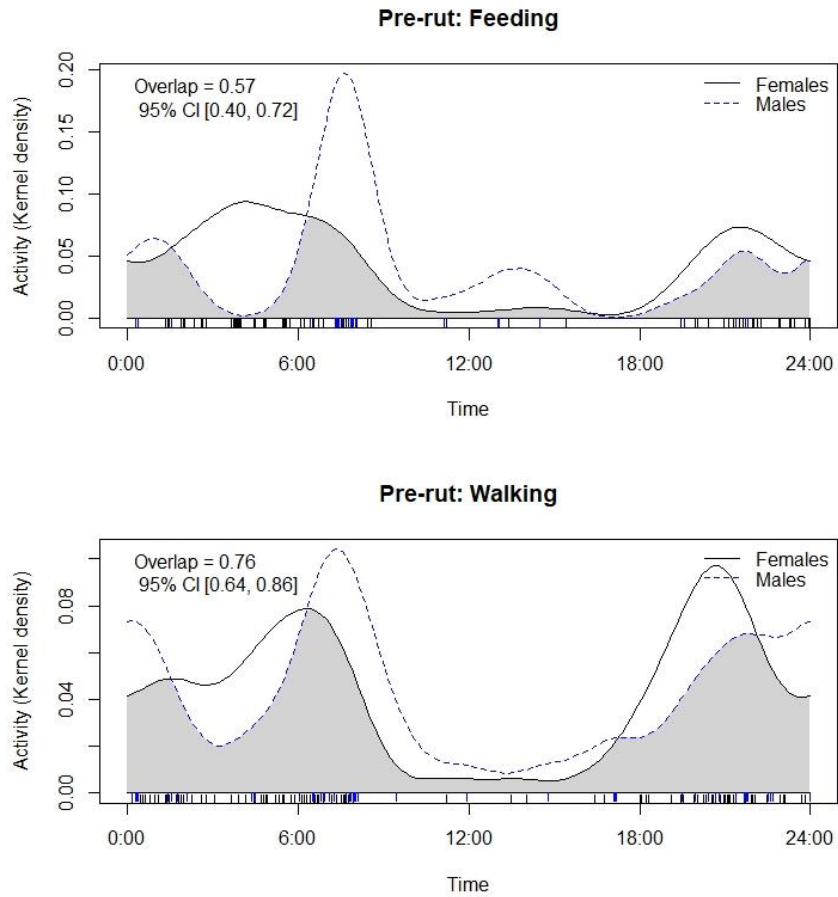 Pre-rut: Feeding
Overlap = 0.57
95% CI [0.40, 0.72]
Females
Males
Activity (Kernel density)
0.20
0.15
0.10
0.05
0.00
0:00 6:00 12:00 18:00 24:00
Time
Pre-rut: Walking
Overlap = 0.76
95% CI [0.64, 0.86]
Females
Males
Activity (Kernel density)
0.08
0.04
0.00
0:00 6:00 12:00 18:00 24:00
Time